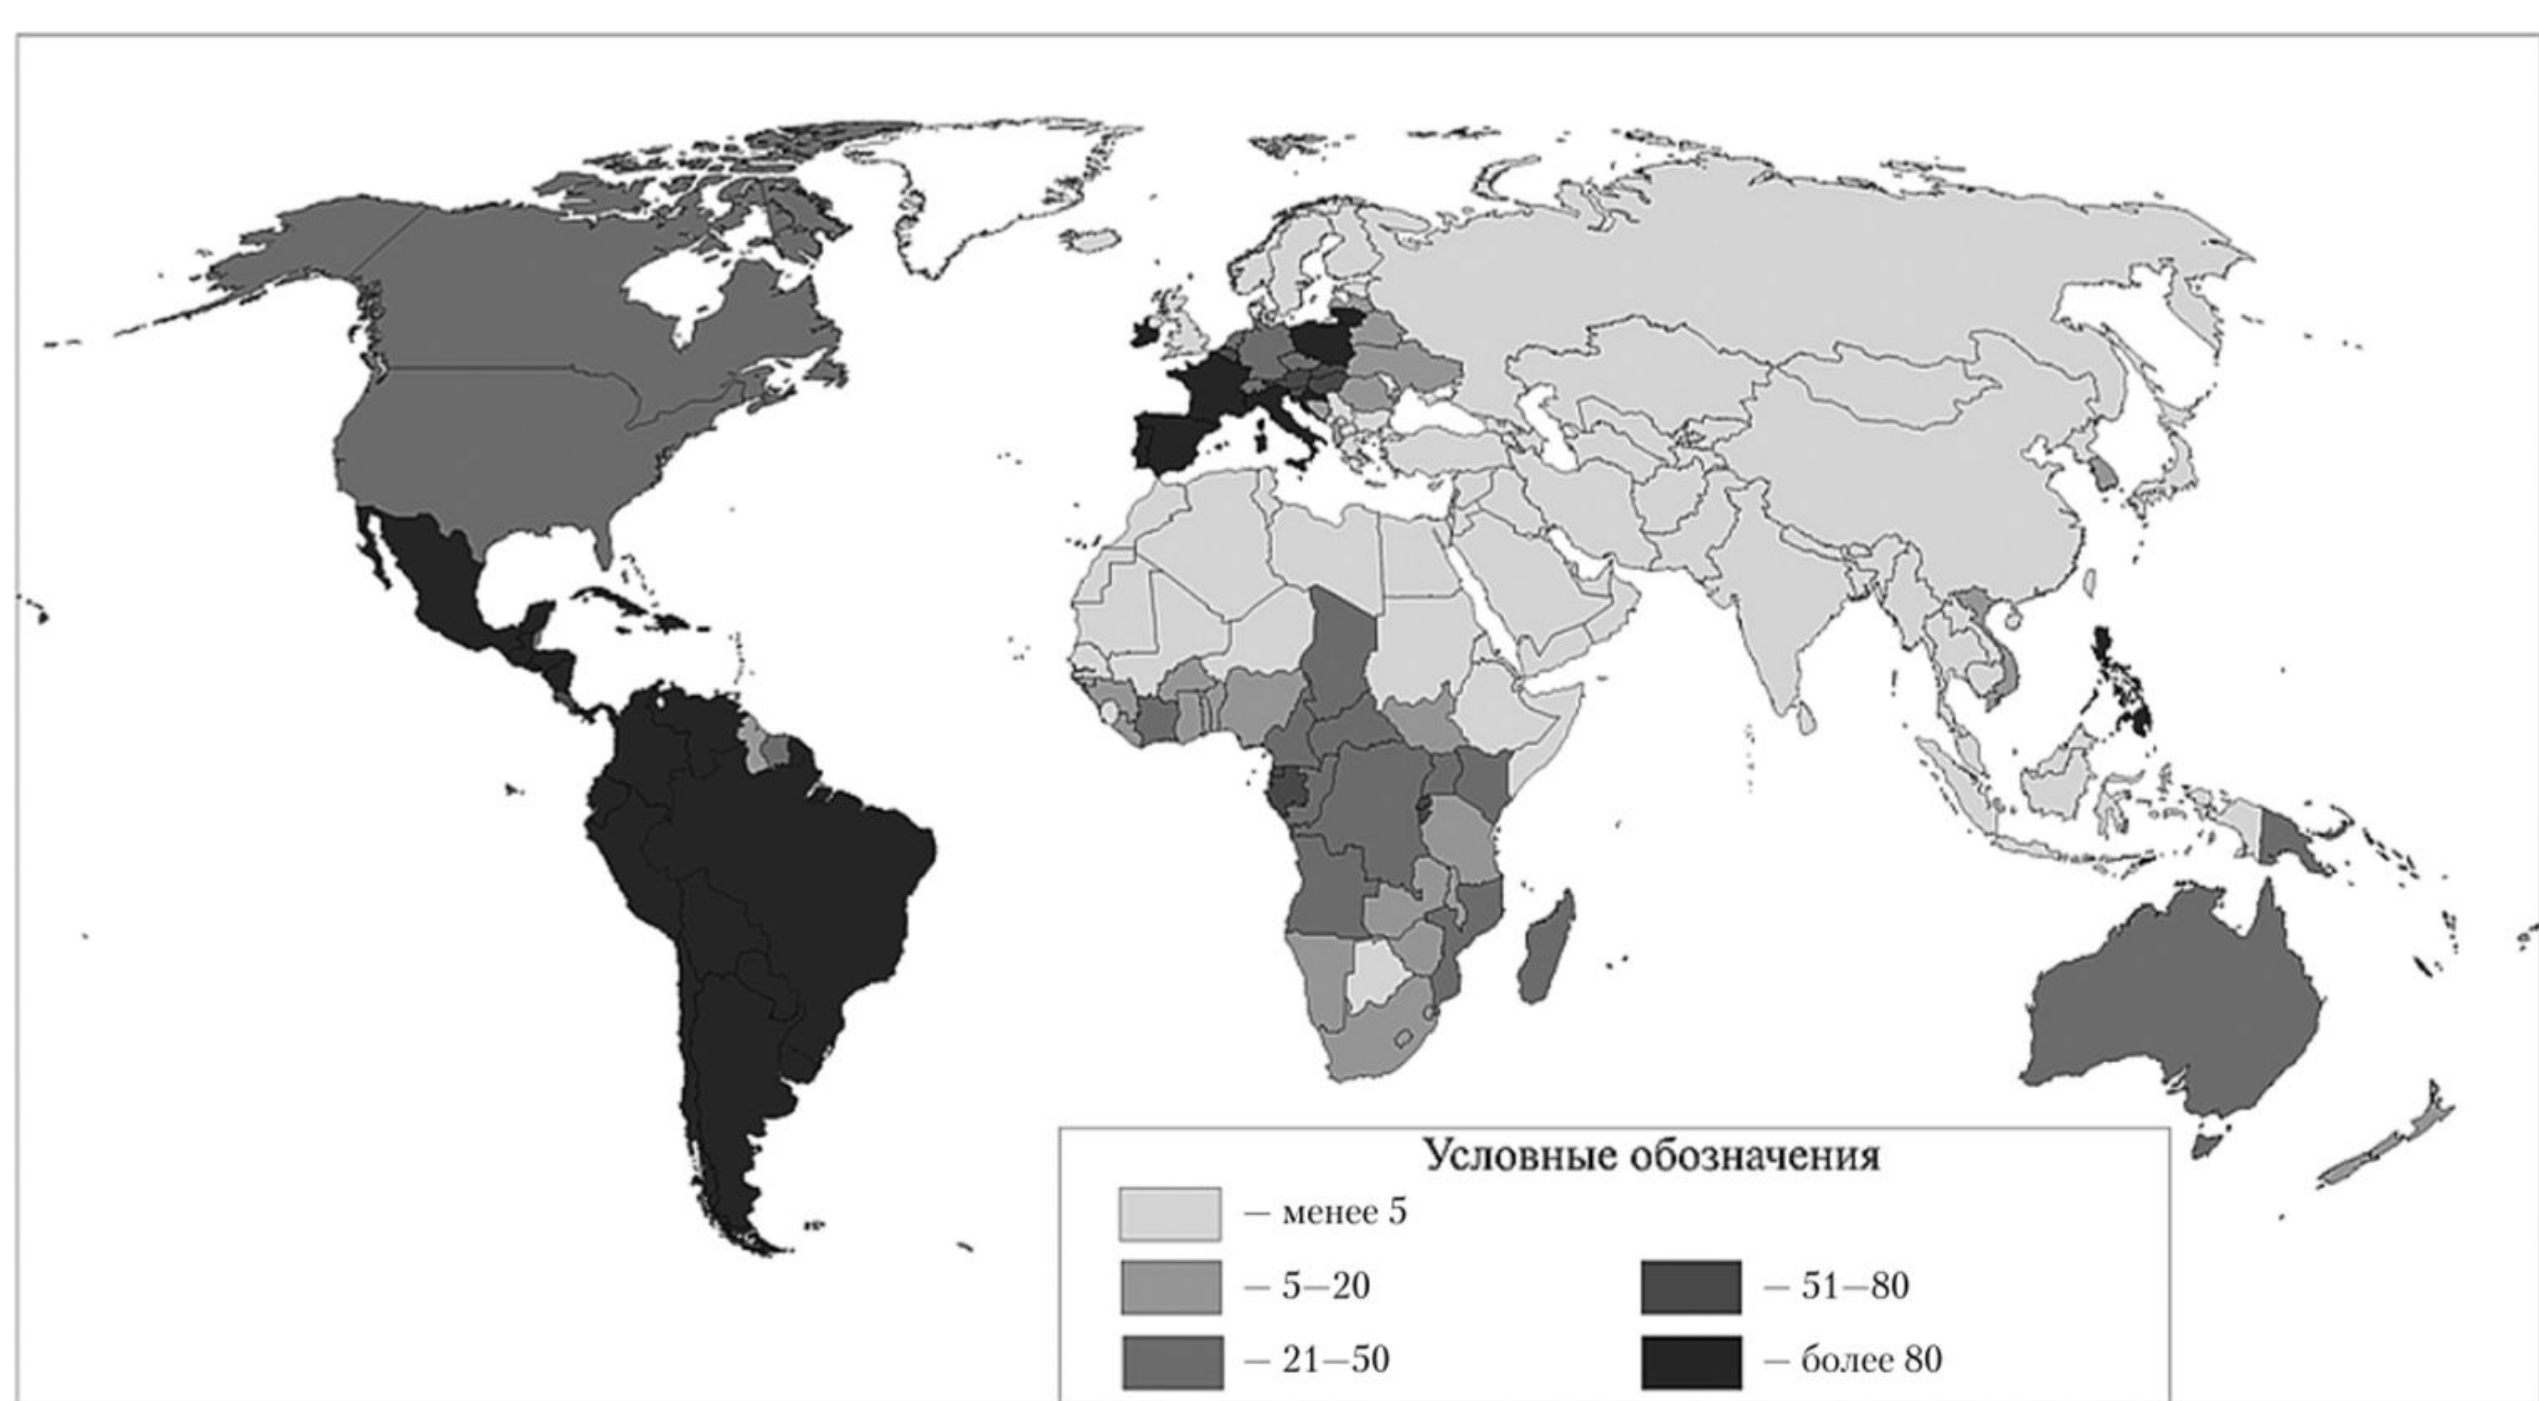 Условные обозначения
— менее 5
— 5—20
— 21—50
— 51—80
— более 80